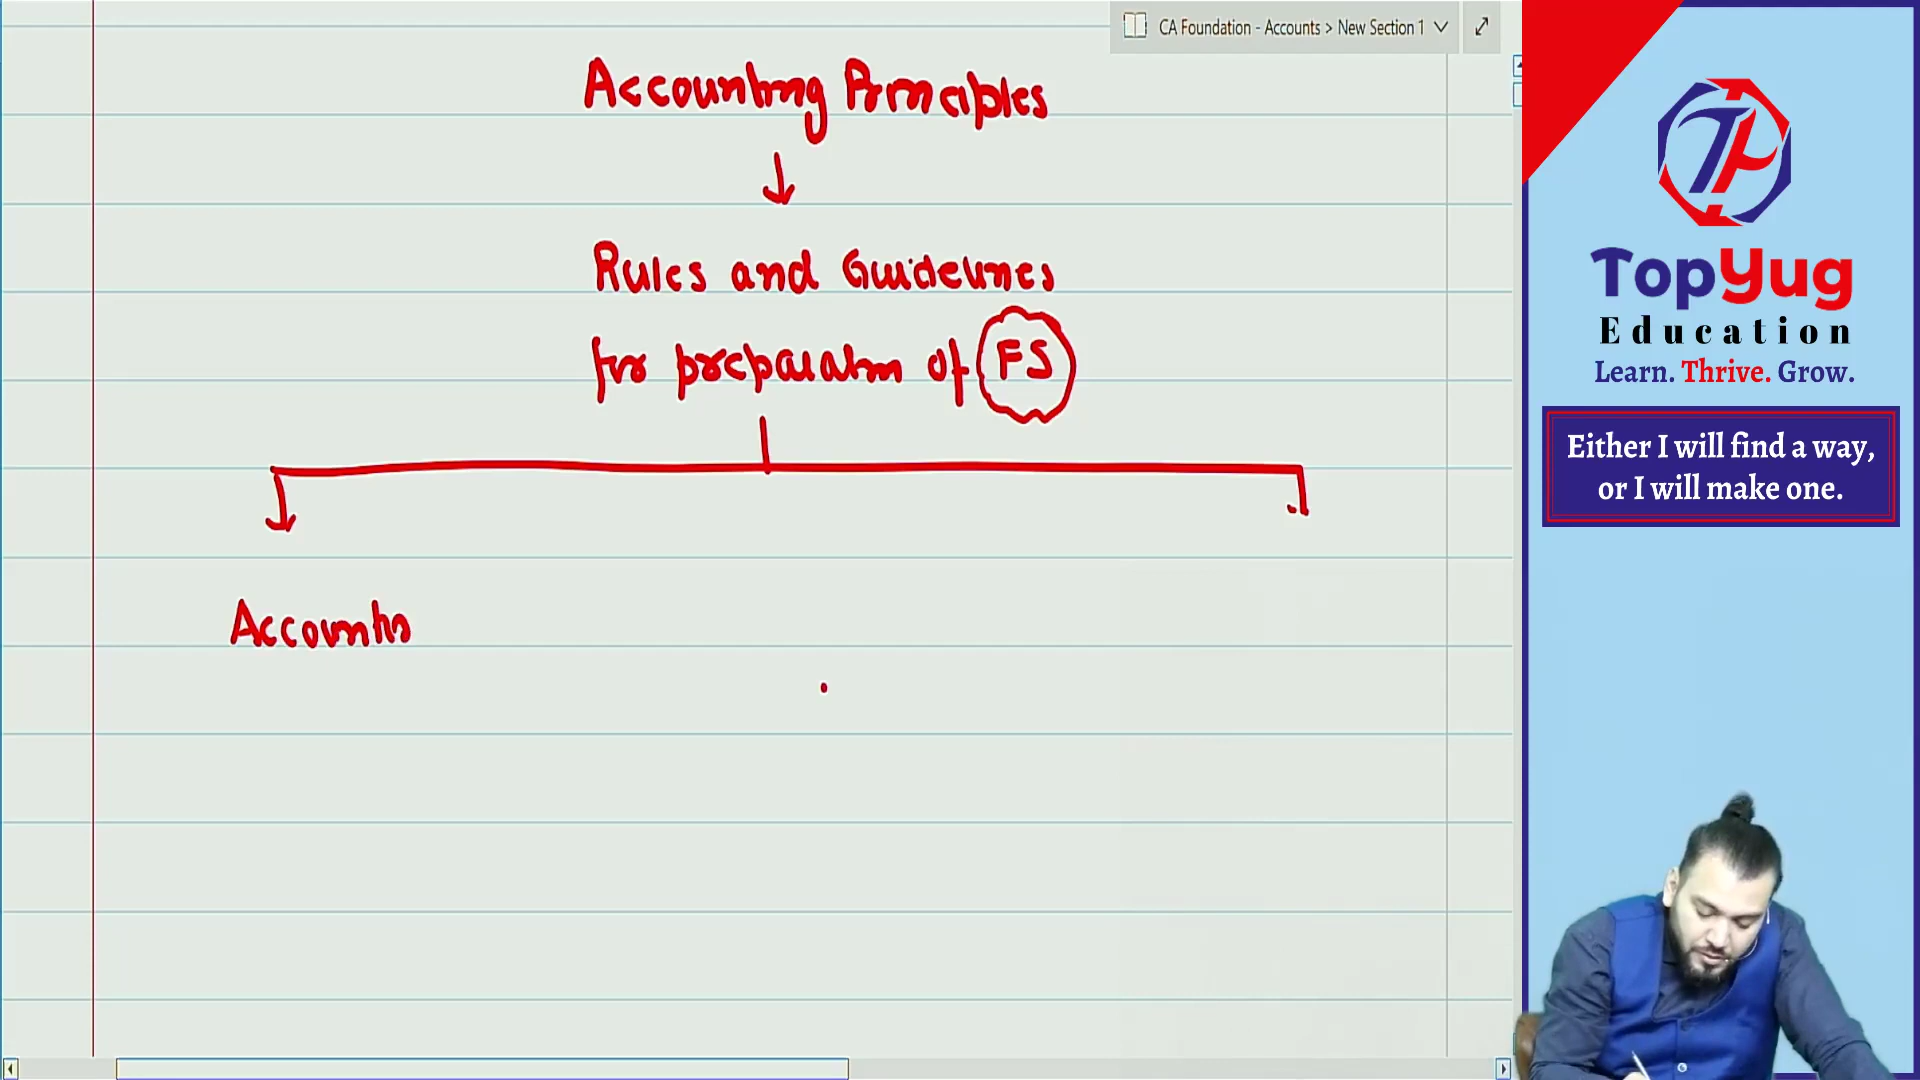 CA Foundation - Accounts > New Section 1
Accounting Principles
Rules and Guidelines
for preparation of FS
Accountin
TopYug
Education
Learn. Thrive. Grow.
Either I will find a way,
or I will make one.